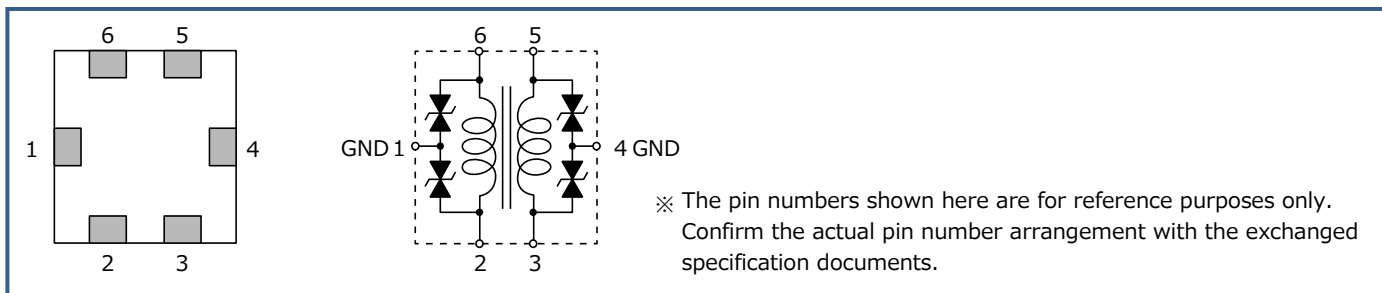 6 5
1 4
2 3
6 5
GND 1 4 GND
2 3
※ The pin numbers shown here are for reference purposes only.
Confirm the actual pin number arrangement with the exchanged
specification documents.